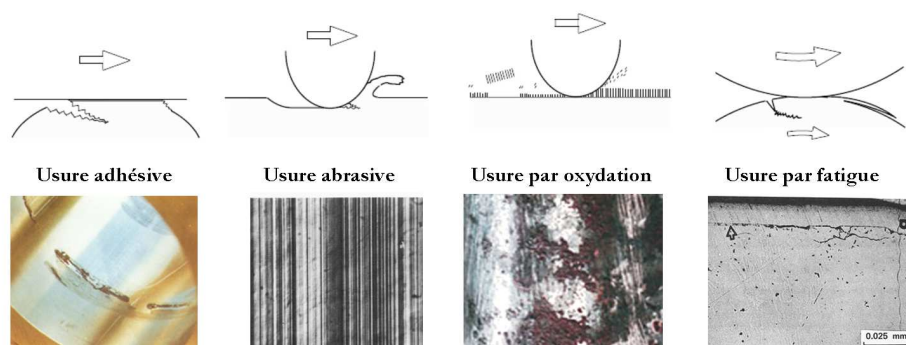 Usure adhésive
Usure abrasive
Usure par oxydation
Usure par fatigue
0.025 mm